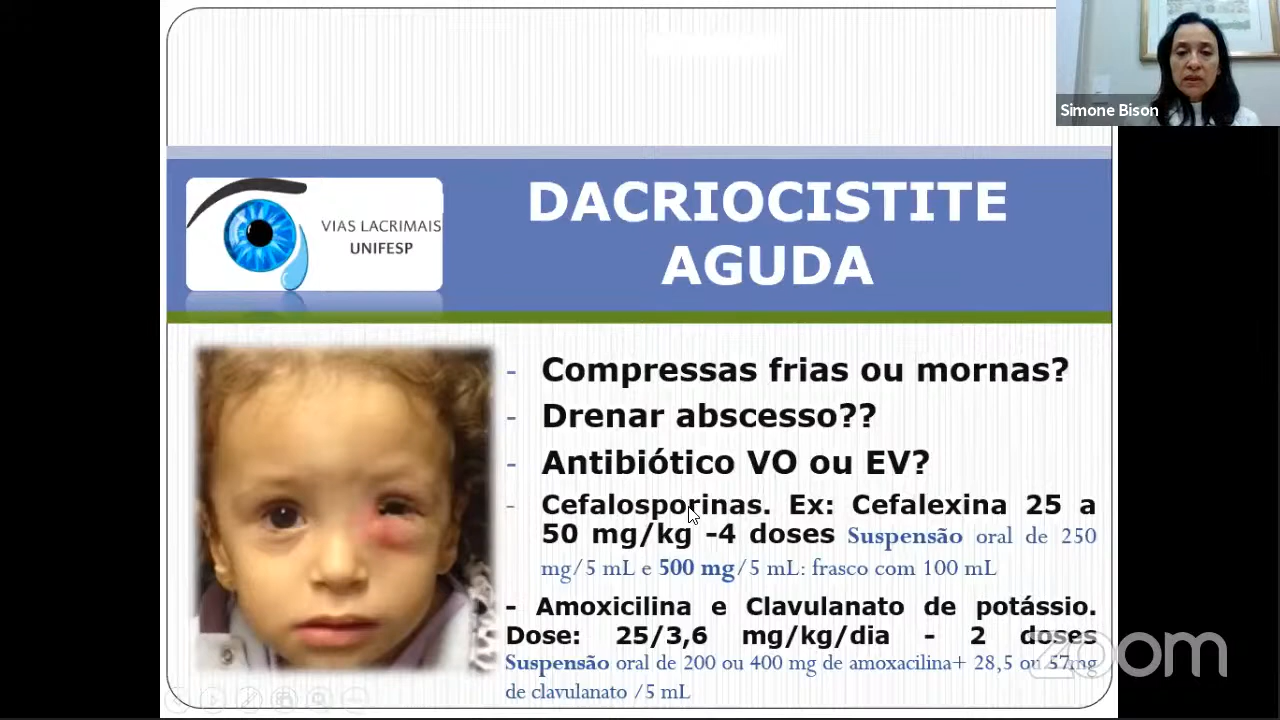 Simone Bison
DACRIOCISTITE
AGUDA
VIAS LACRIMAIS
UNIFESP
- Compressas frias ou mornas?
- Drenar abscesso??
- Antibiótico VO ou EV?
- Cefalosporinas. Ex: Cefalexina 25 a
50 mg/kg -4 doses Suspensão oral de 250
mg/5 mL e 500 mg/5 mL: frasco com 100 mL
- Amoxicilina e Clavulanato de potássio.
Dose: 25/3,6 mg/kg/dia - 2 doses
Suspensão oral de 200 ou 400 mg de amoxacilina+ 28,5 ou 57mg
de clavulanato /5 mL
zoom